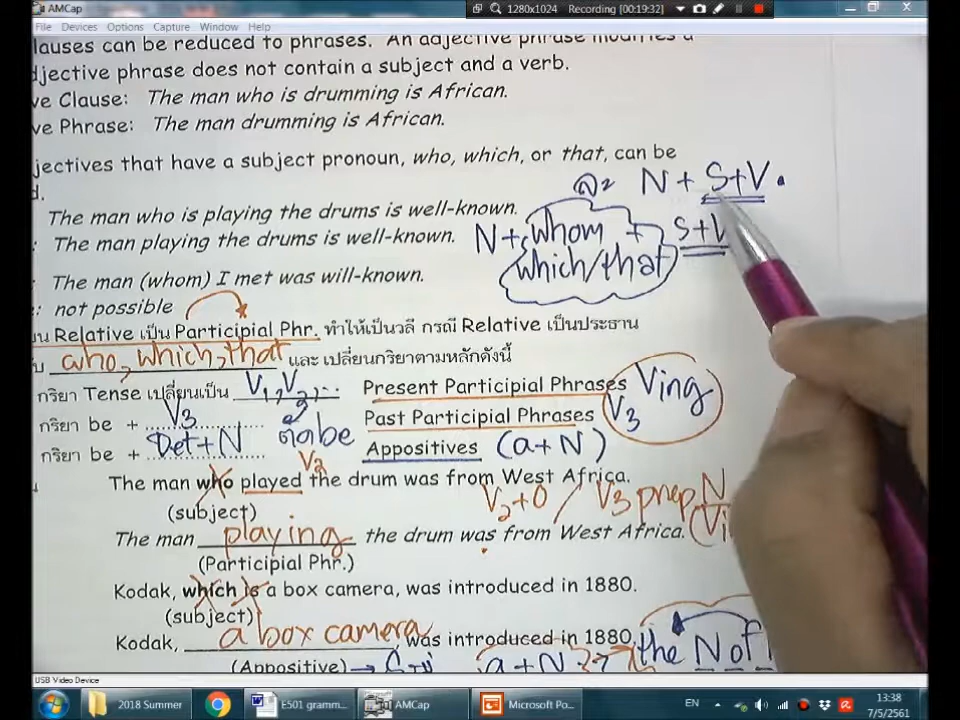 AMCap
1280x1024 Recording [00:19:32]
File Devices Options Capture Window Help
lauses can be reduced to phrases. An adjective phrase modifies a
djective phrase does not contain a subject and a verb.
ve Clause: The man who is drumming is African.
ve Phrase: The man drumming is African.
jectives that have a subject pronoun, who, which, or that, can be
d.
N + S+V.
The man who is playing the drums is well-known.
: The man playing the drums is well-known.
N+ whom + S+V
which/that
The man (whom) I met was will-known.
: not possible
ยน Relative เป็น Participial Phr. ทำให้เป็นวลี กรณี Relative เป็นประธาน
บ who, which, that และ เปลี่ยนกริยาตามหลักดังนี้
กริยา Tense เปลี่ยนเป็น V1, V2, ... Present Participial Phrases Ving
กริยา be + V3 ตัด be Past Participial Phrases V3
กริยา be + Det+N Appositives (a+N)
V2
The man who played the drum was from West Africa.
(subject) V2+O / V3 prep N
The man playing the drum was from West Africa.
(Participial Phr.)
Kodak, which is a box camera, was introduced in 1880.
(subject)
Kodak, a box camera, was introduced in 1880. the N of
(Appositive) a+N
USB Video Device
2018 Summer E501 gramm... AMCap Microsoft Po... EN 13:38
7/5/2561